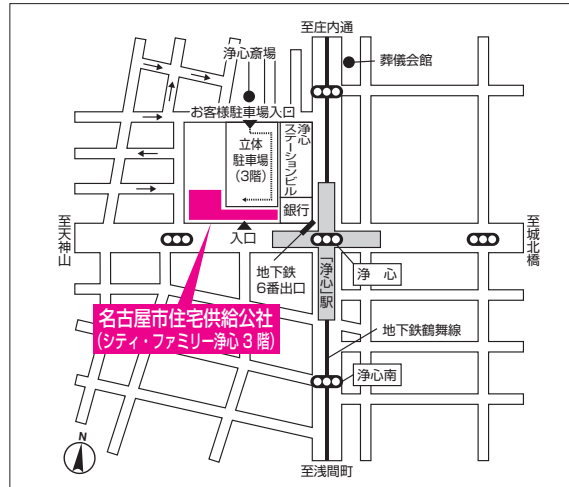 至庄内通
浄心斎場
葬儀会館
お客様駐車場入口
立体
駐車場
(3階)
浄心
ステーションビル
銀行
至天神山
入口
地下鉄
6番出口
「浄心」駅
浄 心
至城北橋
名古屋市住宅供給公社
(シティ・ファミリー浄心 3 階)
地下鉄鶴舞線
浄心南
N
至浅間町